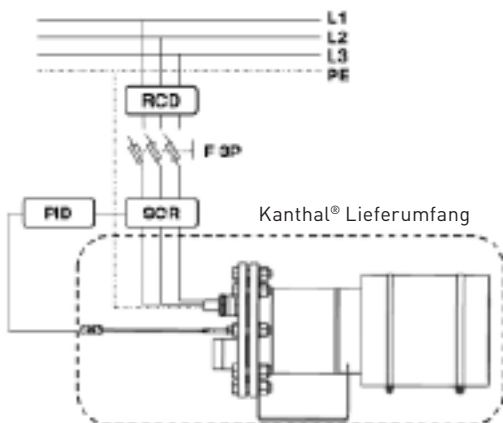 L1
L2
L3
PE
RCD
F 3P
PID
SCR
Kanthal® Lieferumfang